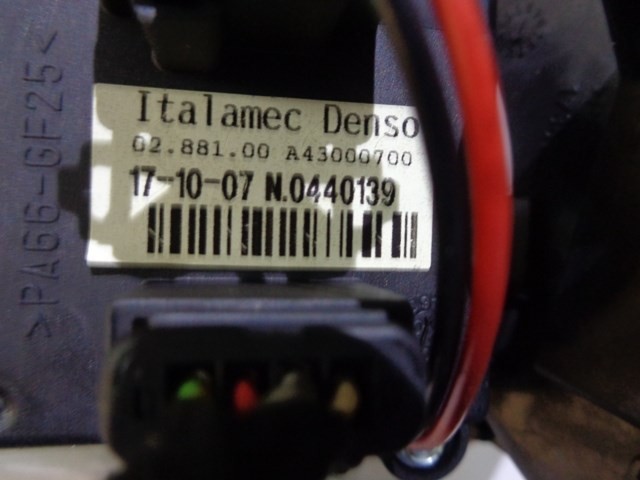 Italamec Denso
02.881.00 A43000700
17-10-07 N.0440139
>PA66-GF25<